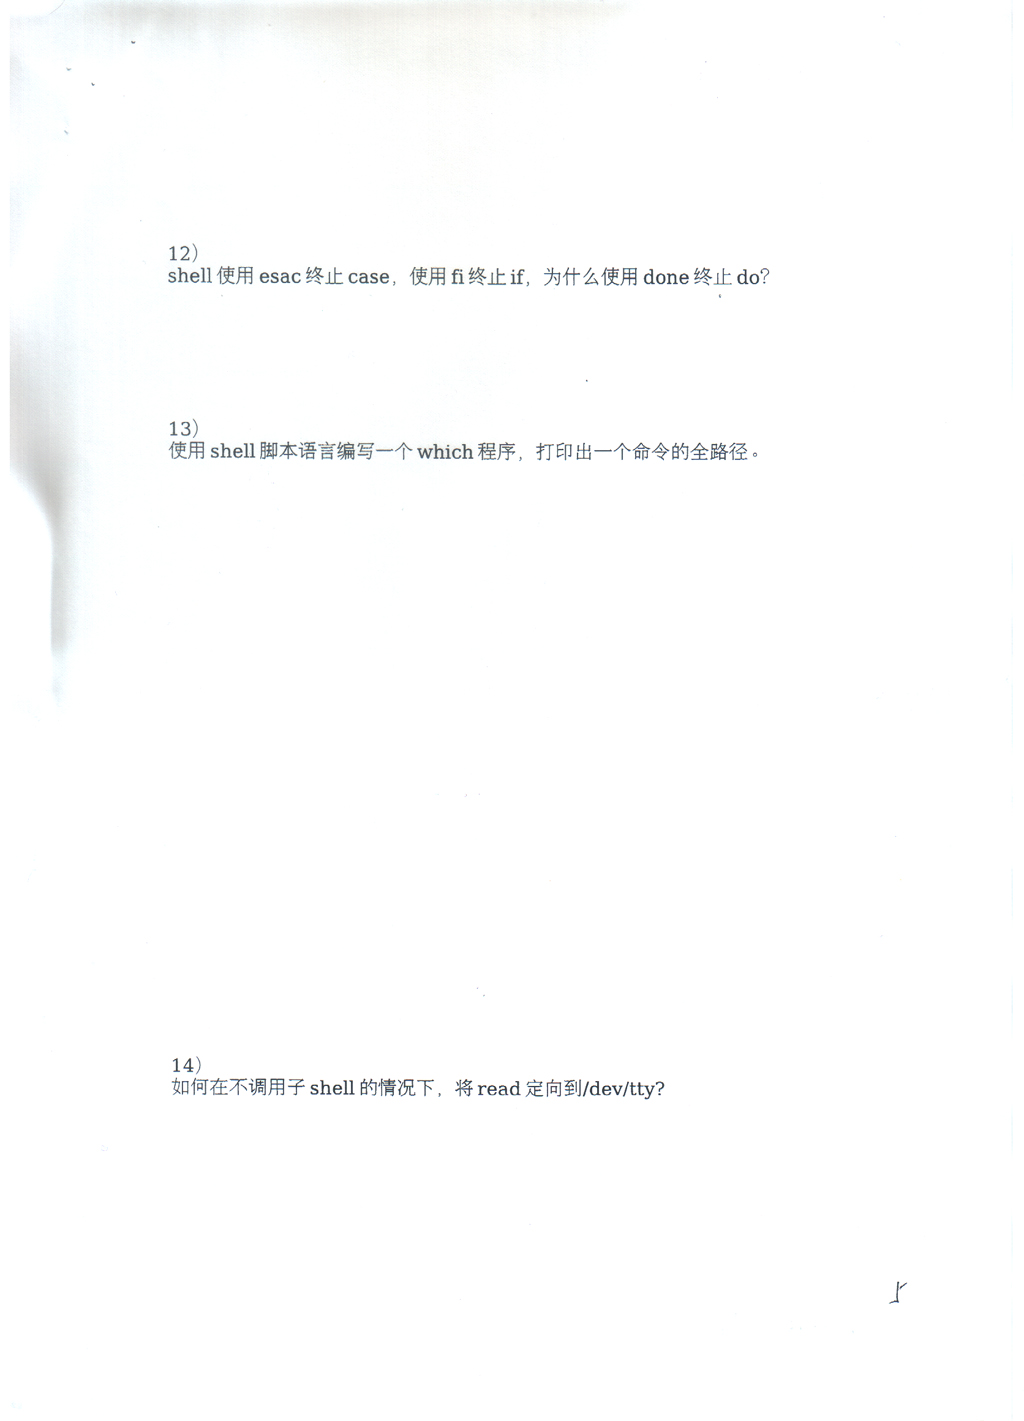 12)
shell 使用 esac 终止 case，使用 fi 终止 if，为什么使用 done 终止 do？
13)
使用 shell 脚本语言编写一个 which 程序，打印出一个命令的全路径。
14)
如何在不调用子 shell 的情况下，将 read 定向到/dev/tty?